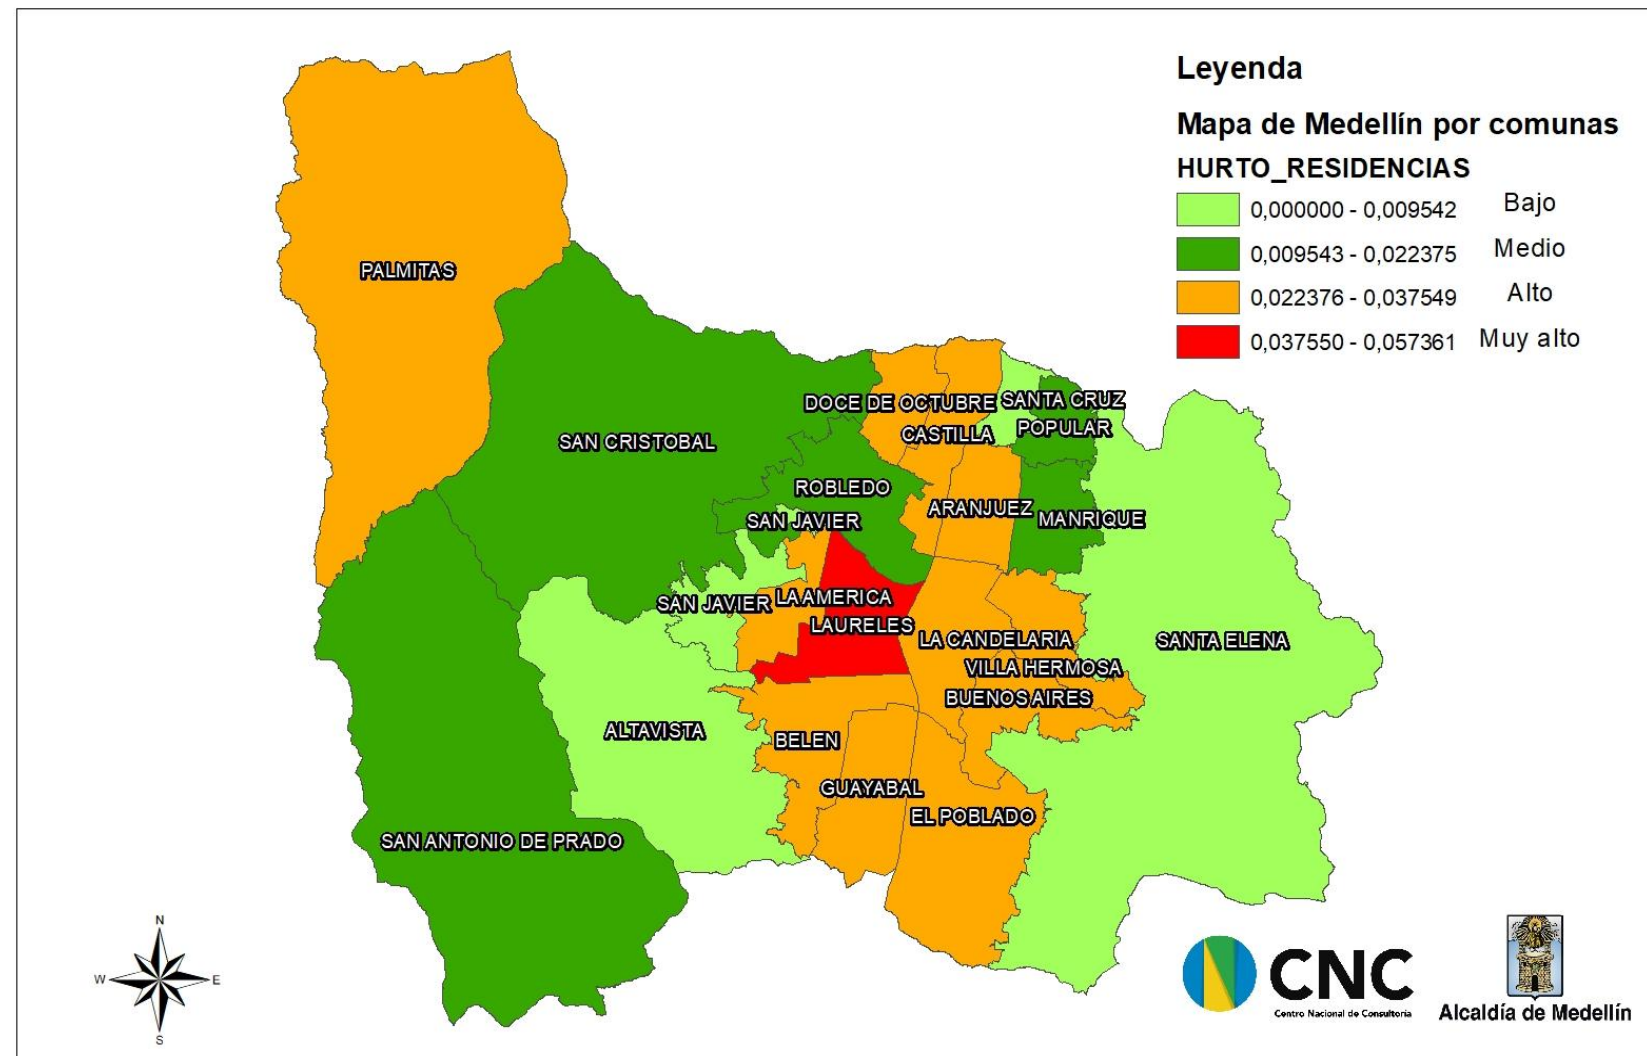 Leyenda
Mapa de Medellín por comunas
HURTO_RESIDENCIAS
0,000000 - 0,009542 Bajo
0,009543 - 0,022375 Medio
0,022376 - 0,037549 Alto
0,037550 - 0,057361 Muy alto
PALMITAS
SAN CRISTOBAL
DOCE DE OCTUBRE
SANTA CRUZ
POPULAR
CASTILLA
ROBLEDO
ARANJUEZ
MANRIQUE
SAN JAVIER
SAN JAVIER
LA AMERICA
LAURELES
LA CANDELARIA
SANTA ELENA
VILLA HERMOSA
BUENOS AIRES
ALTAVISTA
BELEN
GUAYABAL
EL POBLADO
SAN ANTONIO DE PRADO
N
W E
S
CNC
Centro Nacional de Consultoría
Alcaldía de Medellín